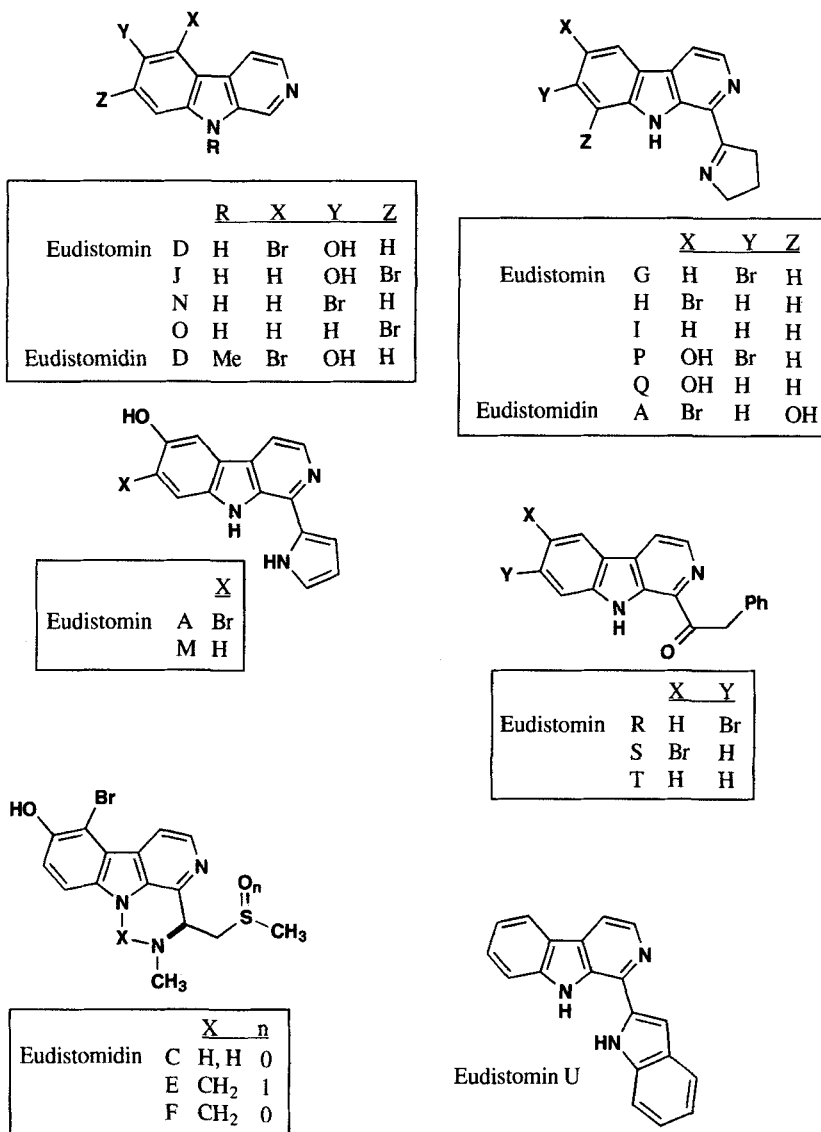 X
Y
Z
N
R
N
R X Y Z
Eudistomin D H Br OH H
J H H OH Br
N H H Br H
O H H H Br
Eudistomidin D Me Br OH H
X
Y
Z
N
H
N
N
X Y Z
Eudistomin G H Br H
H Br H H
I H H H
P OH Br H
Q OH H H
Eudistomidin A Br H OH
HO
X
N
H
N
HN
X
Eudistomin A Br
M H
X
Y
N
H
N
O
Ph
X Y
Eudistomin R H Br
S Br H
T H H
HO
Br
N
N
X
N
CH3
On
S
CH3
X n
Eudistomidin C H, H 0
E CH2 1
F CH2 0
N
H
N
HN
Eudistomin U